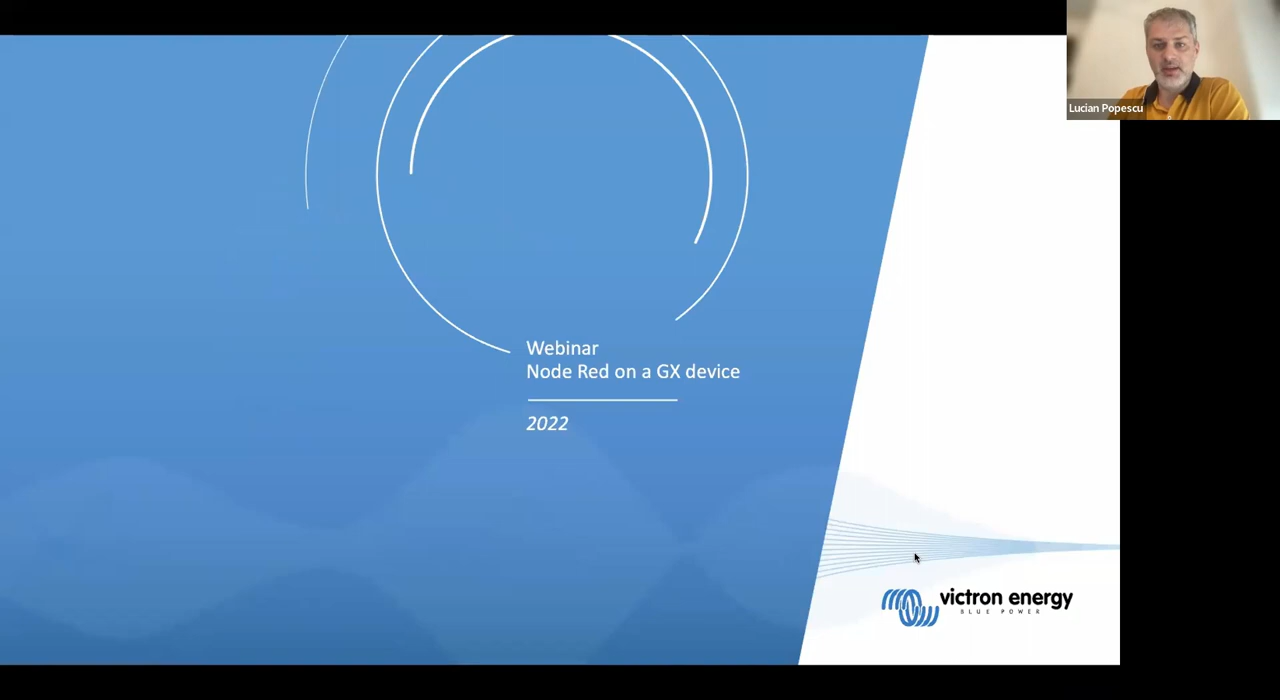 Lucian Popescu
Webinar
Node Red on a GX device
2022
victron energy
BLUE POWER